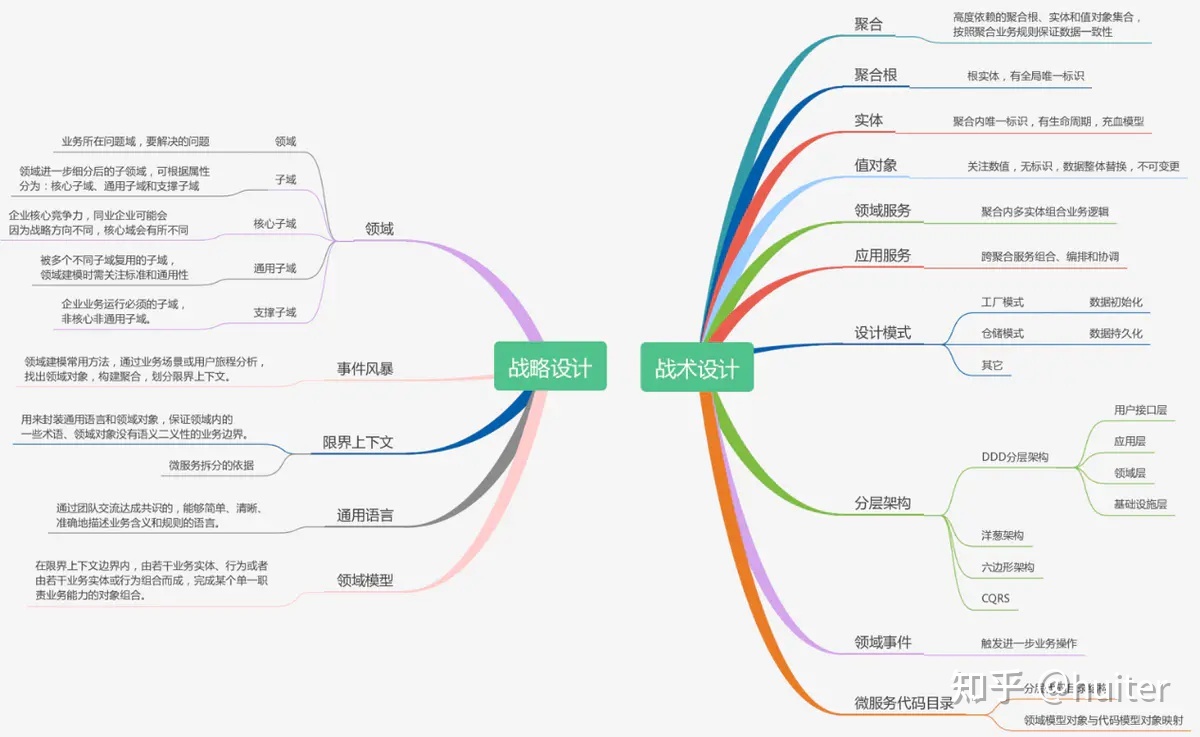 战略设计
领域
领域
业务所在问题域，要解决的问题
子域
领域进一步细分后的子领域，可根据属性
分为：核心子域、通用子域和支撑子域
核心子域
企业核心竞争力，同业企业可能会
因为战略方向不同，核心域会有所不同
通用子域
被多个不同子域复用的子域，
领域建模时需关注标准和通用性
支撑子域
企业业务运行必须的子域，
非核心非通用子域。
事件风暴
领域建模常用方法，通过业务场景或用户旅程分析，
找出领域对象，构建聚合，划分限界上下文。
限界上下文
用来封装通用语言和领域对象，保证领域内的
一些术语、领域对象没有语义二义性的业务边界。
微服务拆分的依据
通用语言
通过团队交流达成共识的，能够简单、清晰、
准确地描述业务含义和规则的语言。
领域模型
在限界上下文边界内，由若干业务实体、行为或者
由若干业务实体或行为组合而成，完成某个单一职
责业务能力的对象组合。
战术设计
聚合
高度依赖的聚合根、实体和值对象集合，
按照聚合业务规则保证数据一致性
聚合根
根实体，有全局唯一标识
实体
聚合内唯一标识，有生命周期，充血模型
值对象
关注数值，无标识，数据整体替换，不可变更
领域服务
聚合内多实体组合业务逻辑
应用服务
跨聚合服务组合、编排和协调
设计模式
工厂模式
数据初始化
仓储模式
数据持久化
其它
分层架构
DDD分层架构
用户接口层
应用层
领域层
基础设施层
洋葱架构
六边形架构
CQRS
领域事件
触发进一步业务操作
微服务代码目录
分层
领域模型对象与代码模型对象映射
知乎 @huiter